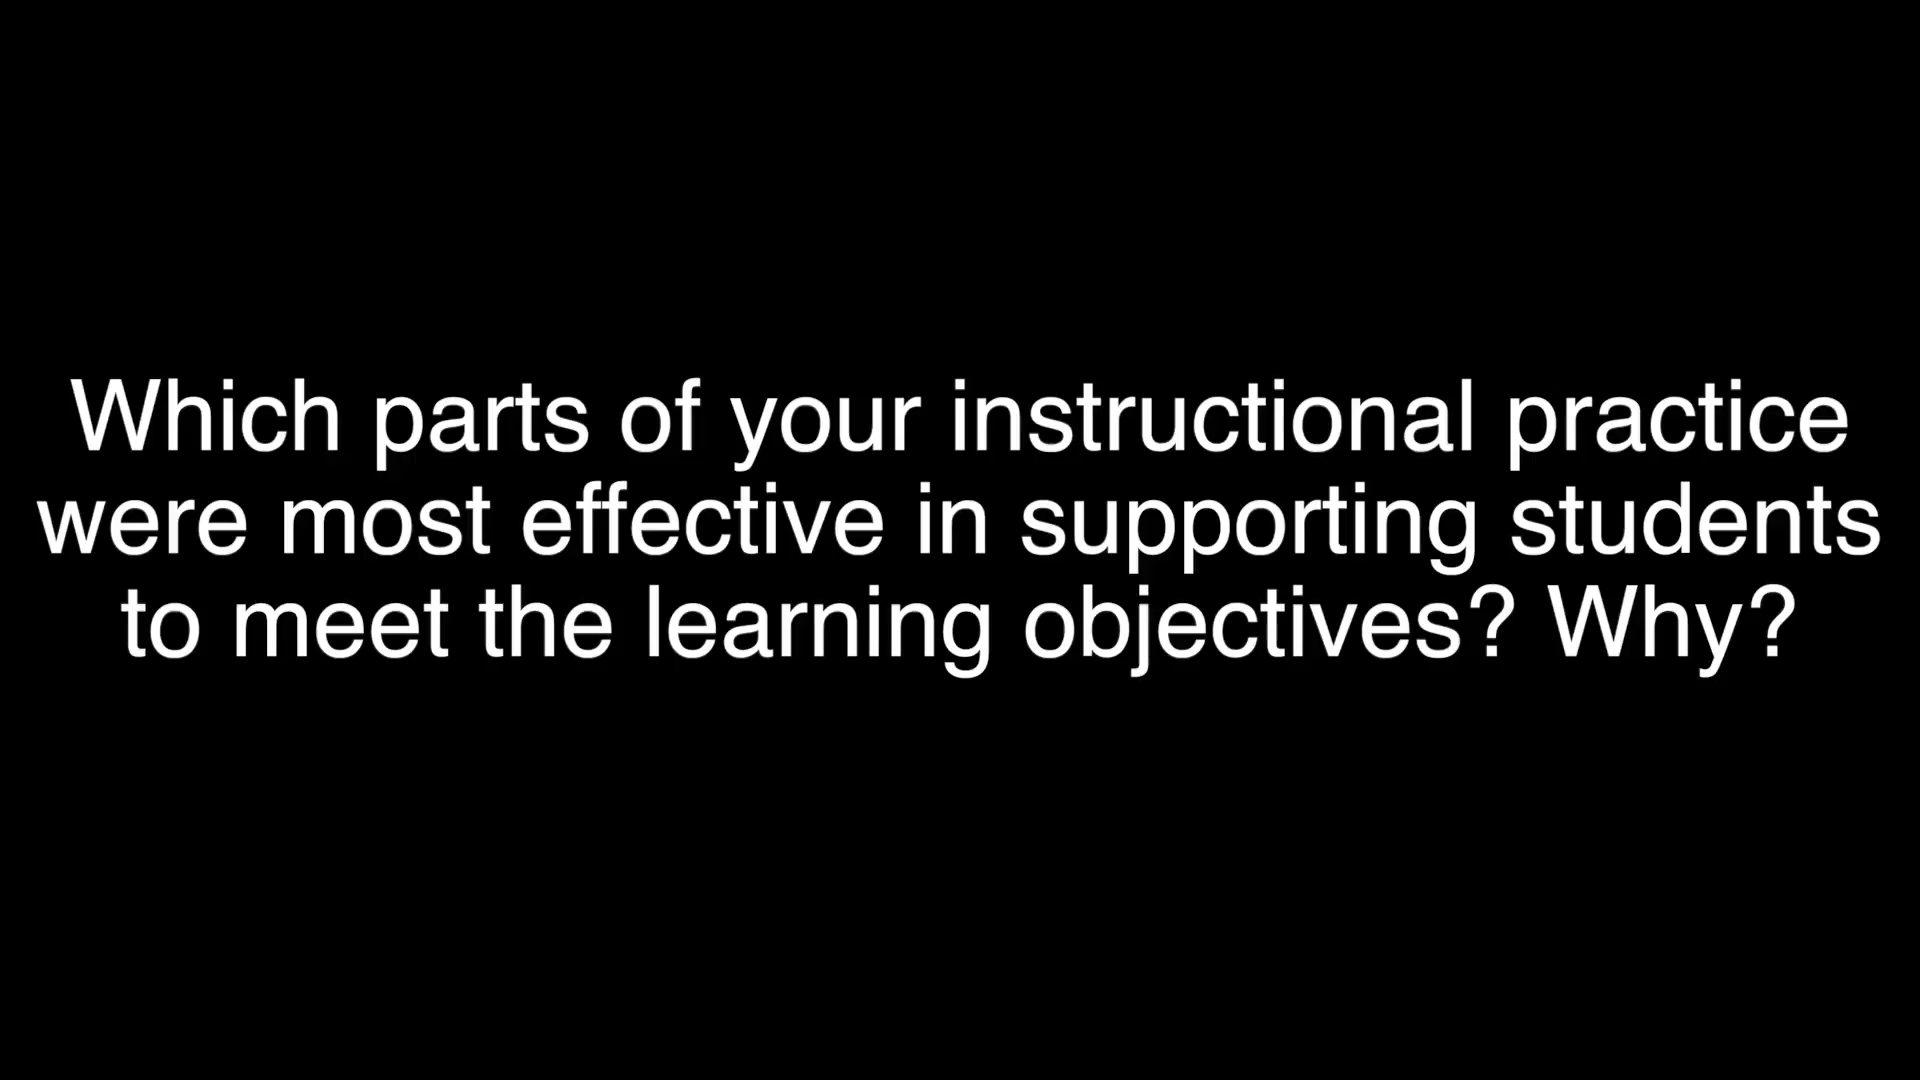 Which parts of your instructional practice
were most effective in supporting students
to meet the learning objectives? Why?